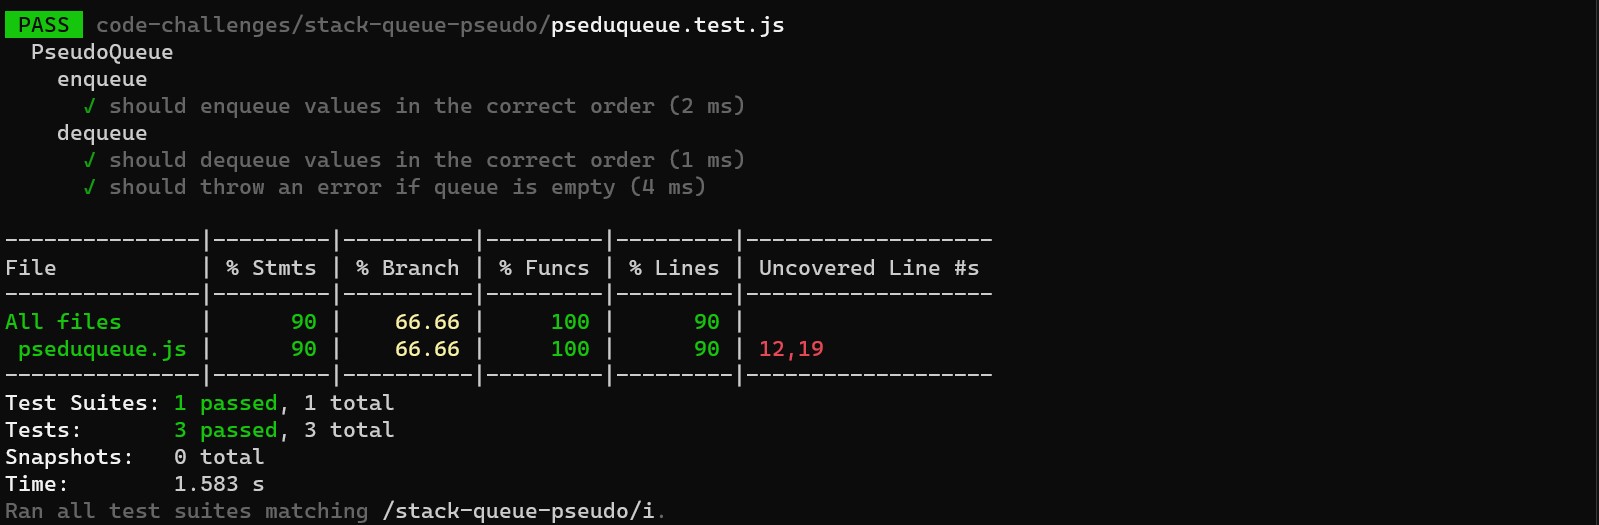 PASS code-challenges/stack-queue-pseudo/pseduqueue.test.js
PseudoQueue
enqueue
√ should enqueue values in the correct order (2 ms)
dequeue
√ should dequeue values in the correct order (1 ms)
√ should throw an error if queue is empty (4 ms)
---------------|---------|----------|---------|---------|-------------------
File | % Stmts | % Branch | % Funcs | % Lines | Uncovered Line #s
---------------|---------|----------|---------|---------|-------------------
All files | 90 | 66.66 | 100 | 90 |
pseduqueue.js | 90 | 66.66 | 100 | 90 | 12,19
---------------|---------|----------|---------|---------|-------------------
Test Suites: 1 passed, 1 total
Tests: 3 passed, 3 total
Snapshots: 0 total
Time: 1.583 s
Ran all test suites matching /stack-queue-pseudo/i.